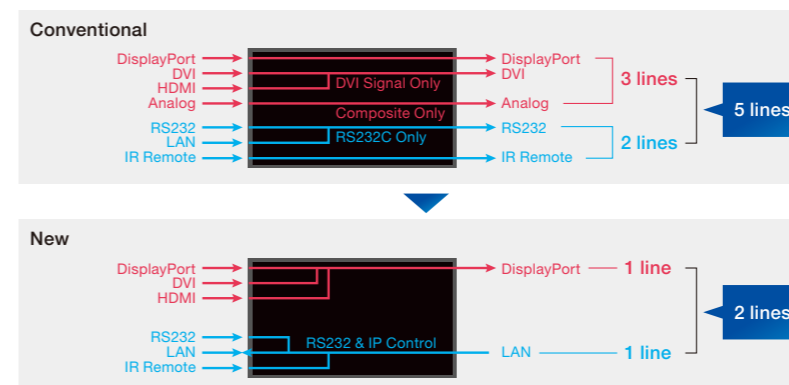 Conventional
DisplayPort
DVI
HDMI
Analog
RS232
LAN
IR Remote
DVI Signal Only
Composite Only
RS232C Only
DisplayPort
DVI
Analog
RS232
IR Remote
3 lines
2 lines
5 lines
New
DisplayPort
DVI
HDMI
RS232
LAN
IR Remote
RS232 & IP Control
DisplayPort
LAN
1 line
1 line
2 lines